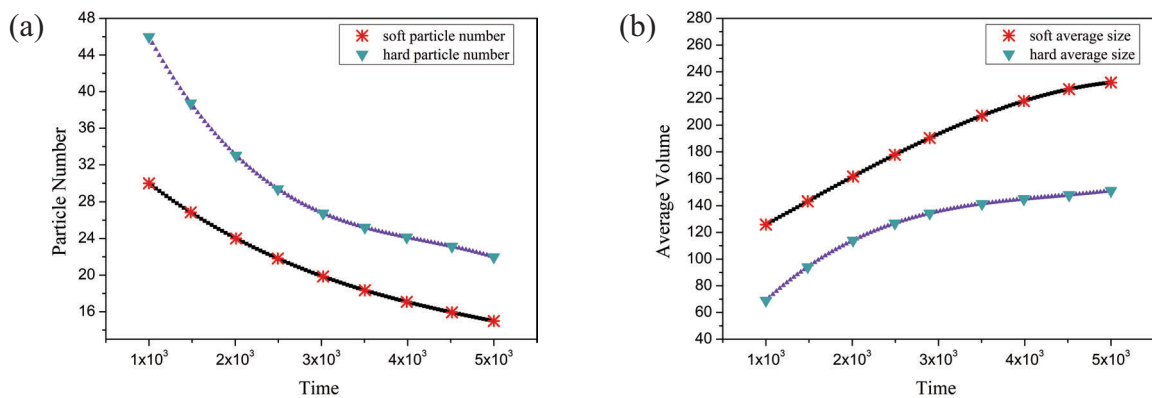 (a)
48
44
40
36
32
28
24
20
16
Particle Number
soft particle number
hard particle number
1x10³ 2x10³ 3x10³ 4x10³ 5x10³
Time
(b)
280
260
240
220
200
180
160
140
120
100
80
60
40
Average Volume
soft average size
hard average size
1x10³ 2x10³ 3x10³ 4x10³ 5x10³
Time